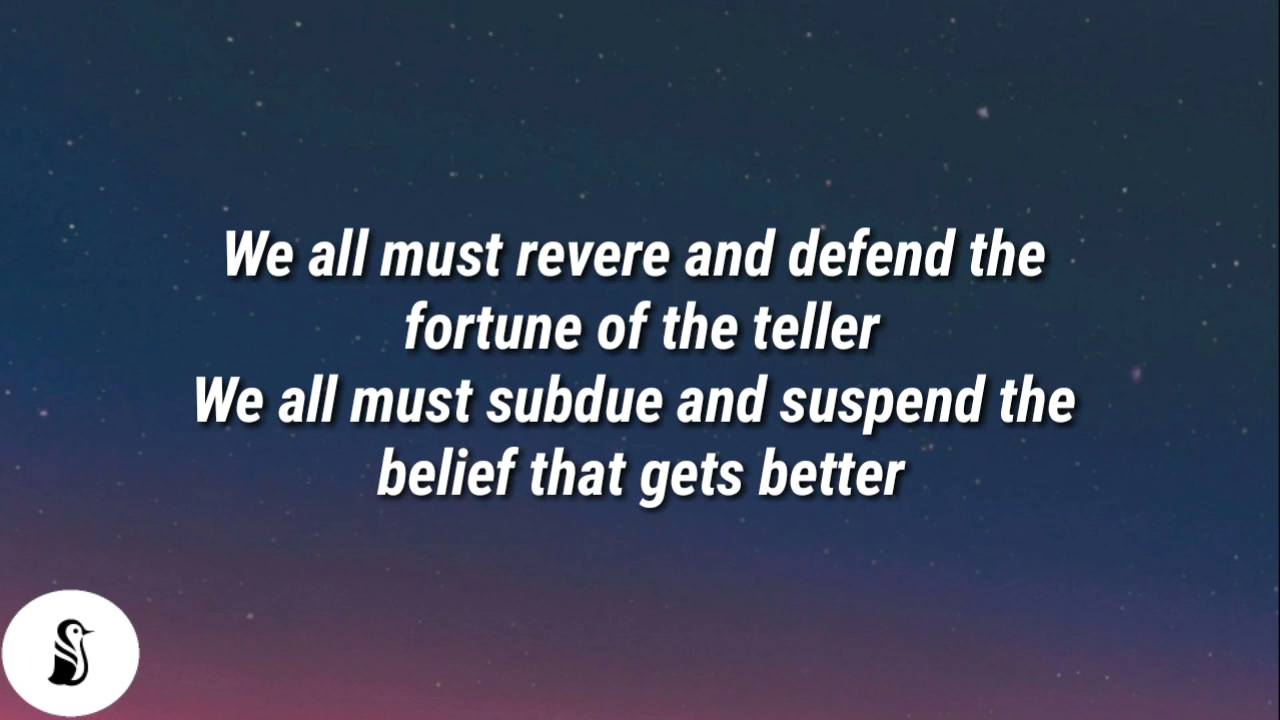 We all must revere and defend the
fortune of the teller
We all must subdue and suspend the
belief that gets better